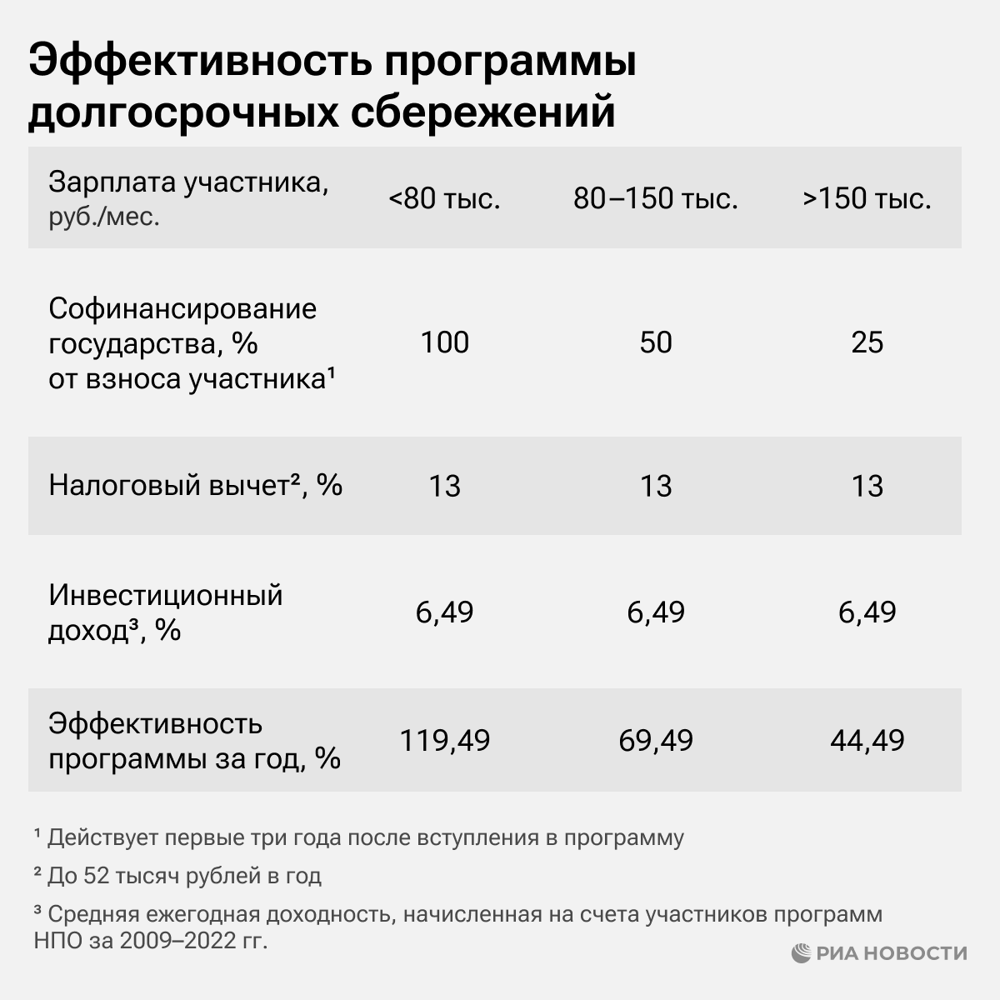 Эффективность программы
долгосрочных сбережений
Зарплата участника,
руб./мес.
<80 тыс. 80–150 тыс. >150 тыс.
Софинансирование
государства, %
от взноса участника¹
100 50 25
Налоговый вычет², % 13 13 13
Инвестиционный
доход³, %
6,49 6,49 6,49
Эффективность
программы за год, %
119,49 69,49 44,49
¹ Действует первые три года после вступления в программу
² До 52 тысяч рублей в год
³ Средняя ежегодная доходность, начисленная на счета участников программ
НПО за 2009–2022 гг.
РИА НОВОСТИ